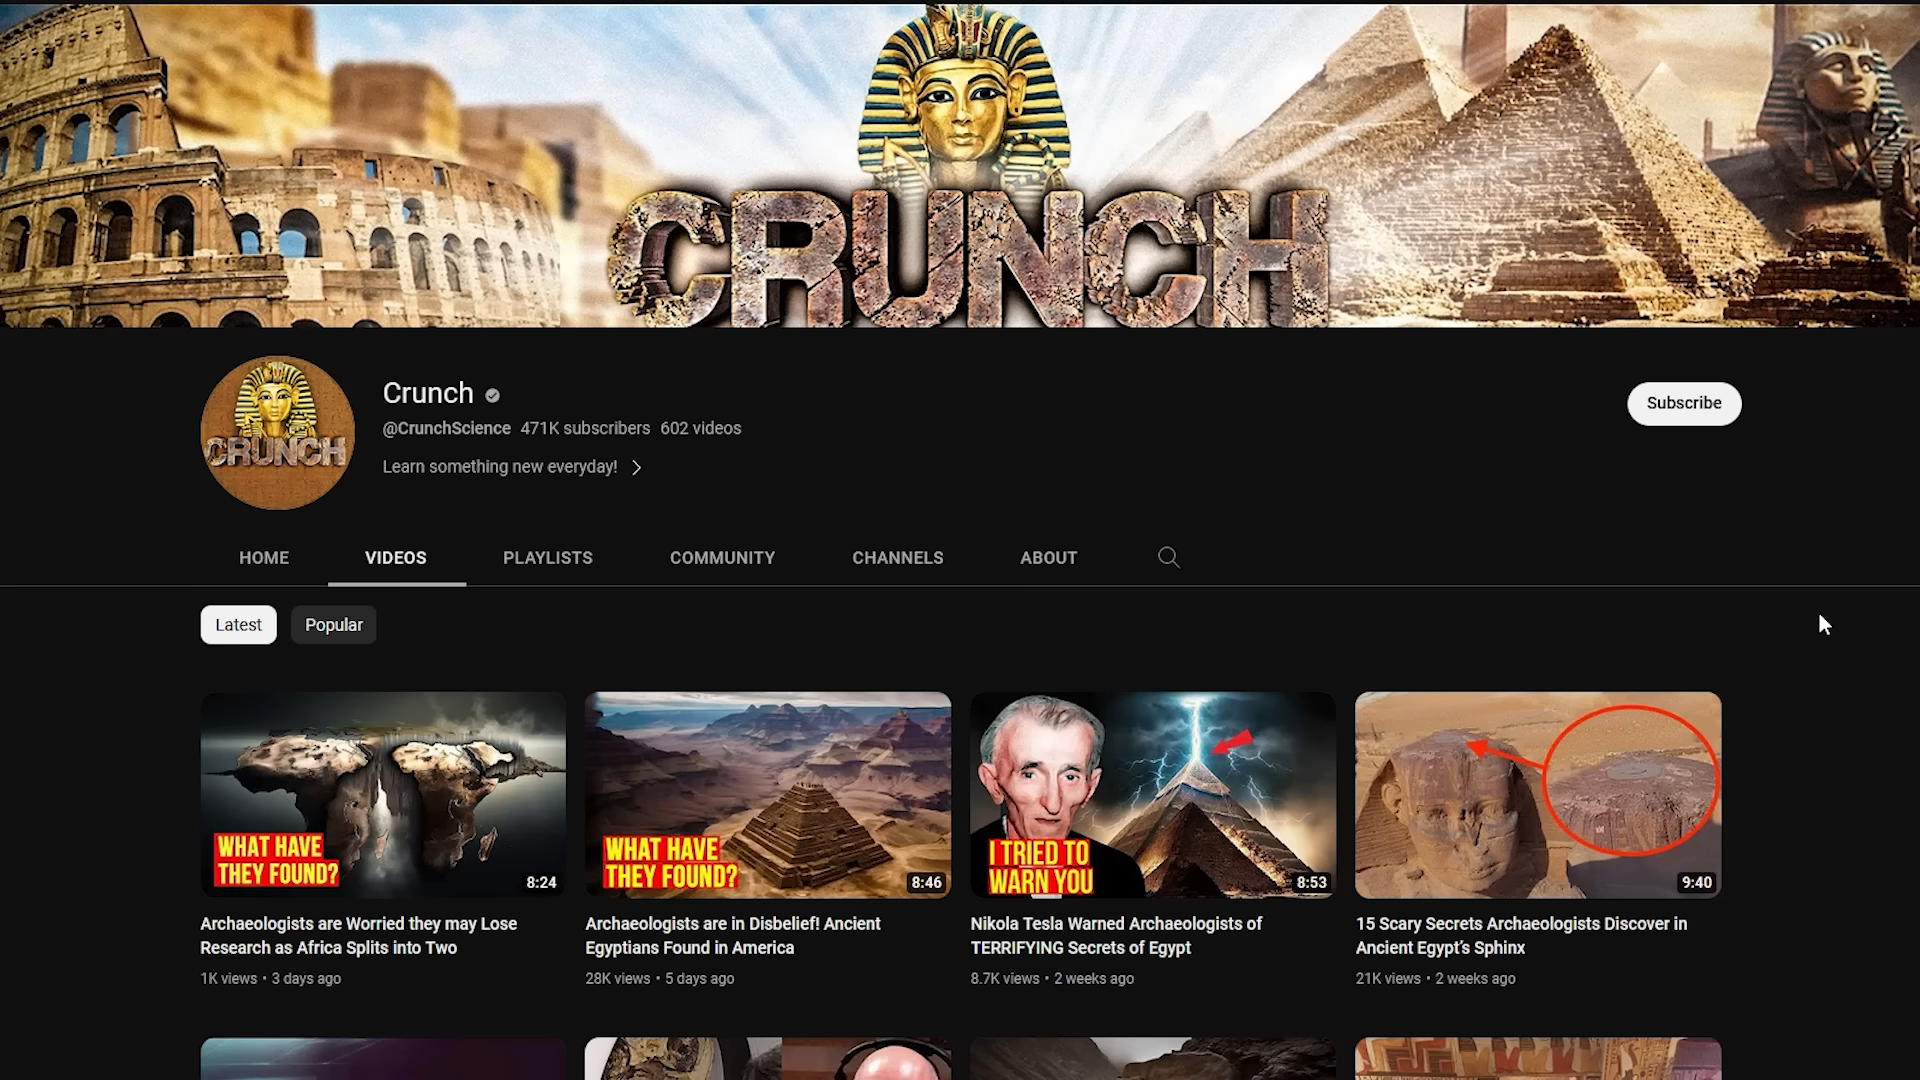 CRUNCH
CRUNCH
Crunch
@CrunchScience 471K subscribers 602 videos
Learn something new everyday!
Subscribe
HOME VIDEOS PLAYLISTS COMMUNITY CHANNELS ABOUT
Latest Popular
WHAT HAVE
THEY FOUND?
8:24
WHAT HAVE
THEY FOUND?
8:46
I TRIED TO
WARN YOU
8:53
9:40
Archaeologists are Worried they may Lose
Research as Africa Splits into Two
1K views • 3 days ago
Archaeologists are in Disbelief! Ancient
Egyptians Found in America
28K views • 5 days ago
Nikola Tesla Warned Archaeologists of
TERRIFYING Secrets of Egypt
8.7K views • 2 weeks ago
15 Scary Secrets Archaeologists Discover in
Ancient Egypt’s Sphinx
21K views • 2 weeks ago